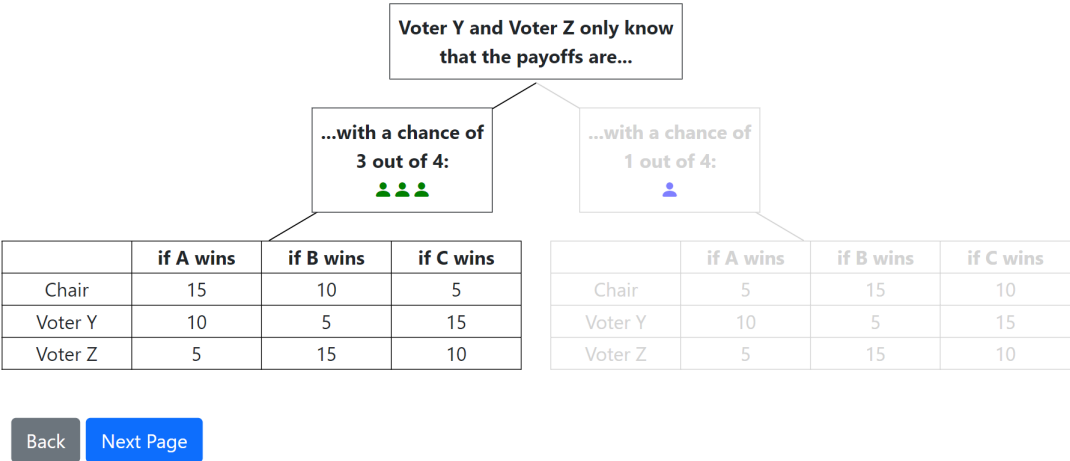 Voter Y and Voter Z only know
that the payoffs are...
...with a chance of
3 out of 4:
...with a chance of
1 out of 4:
if A wins if B wins if C wins
Chair 15 10 5
Voter Y 10 5 15
Voter Z 5 15 10
if A wins if B wins if C wins
Chair 5 15 10
Voter Y 10 5 15
Voter Z 5 15 10
Back Next Page